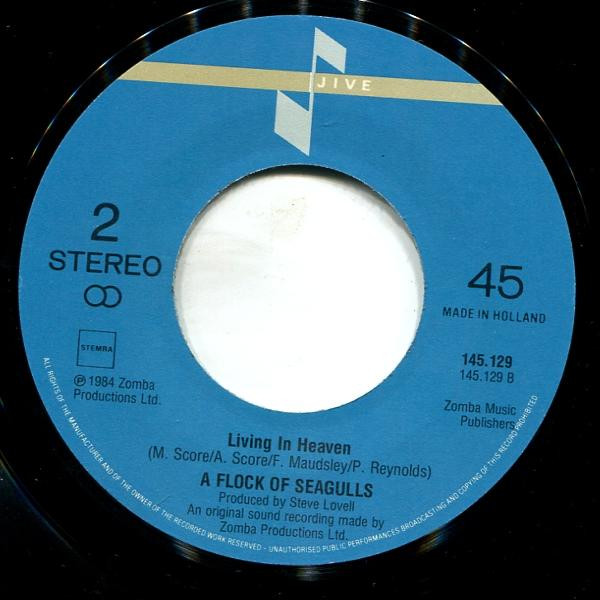 JIVE
2
STEREO
STEMRA
℗ 1984 Zomba
Productions Ltd.
45
MADE IN HOLLAND
145.129
145.129 B
Zomba Music
Publishers
Living In Heaven
(M. Score/A. Score/F. Maudsley/P. Reynolds)
A FLOCK OF SEAGULLS
Produced by Steve Lovell
An original sound recording made by
Zomba Productions Ltd.
ALL RIGHTS OF THE MANUFACTURER AND OF THE OWNER OF THE RECORDED WORK RESERVED - UNAUTHORISED PUBLIC PERFORMANCES BROADCASTING AND COPYING OF THIS RECORD PROHIBITED